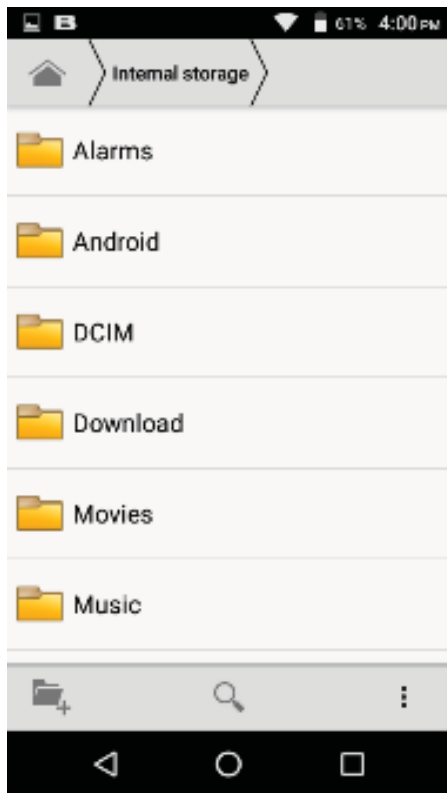 B 61% 4:00 PM
Internal storage
Alarms
Android
DCIM
Download
Movies
Music